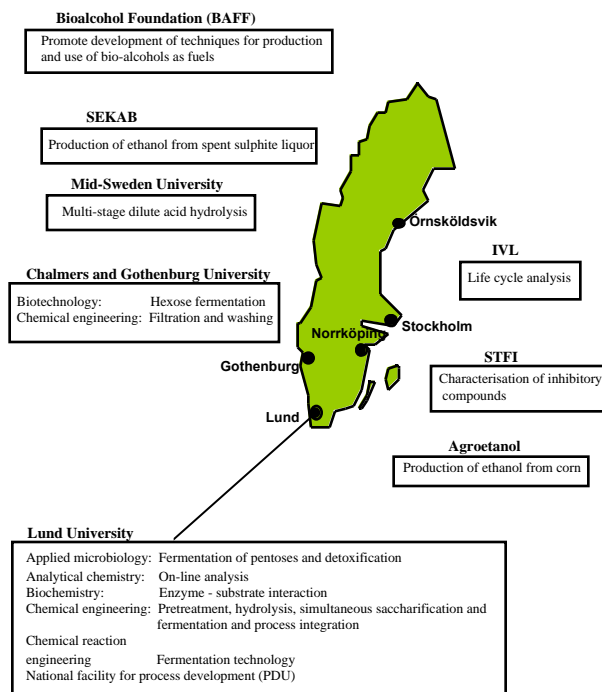 Bioalcohol Foundation (BAFF)
Promote development of techniques for production
and use of bio-alcohols as fuels
SEKAB
Production of ethanol from spent sulphite liquor
Mid-Sweden University
Multi-stage dilute acid hydrolysis
Örnsköldsvik
IVL
Life cycle analysis
Chalmers and Gothenburg University
Biotechnology: Hexose fermentation
Chemical engineering: Filtration and washing
Stockholm
Norrköping
Gothenburg
STFI
Characterisation of inhibitory
compounds
Lund
Agroetanol
Production of ethanol from corn
Lund University
Applied microbiology: Fermentation of pentoses and detoxification
Analytical chemistry: On-line analysis
Biochemistry: Enzyme - substrate interaction
Chemical engineering: Pretreatment, hydrolysis, simultaneous saccharification and
fermentation and process integration
Chemical reaction
engineering Fermentation technology
National facility for process development (PDU)